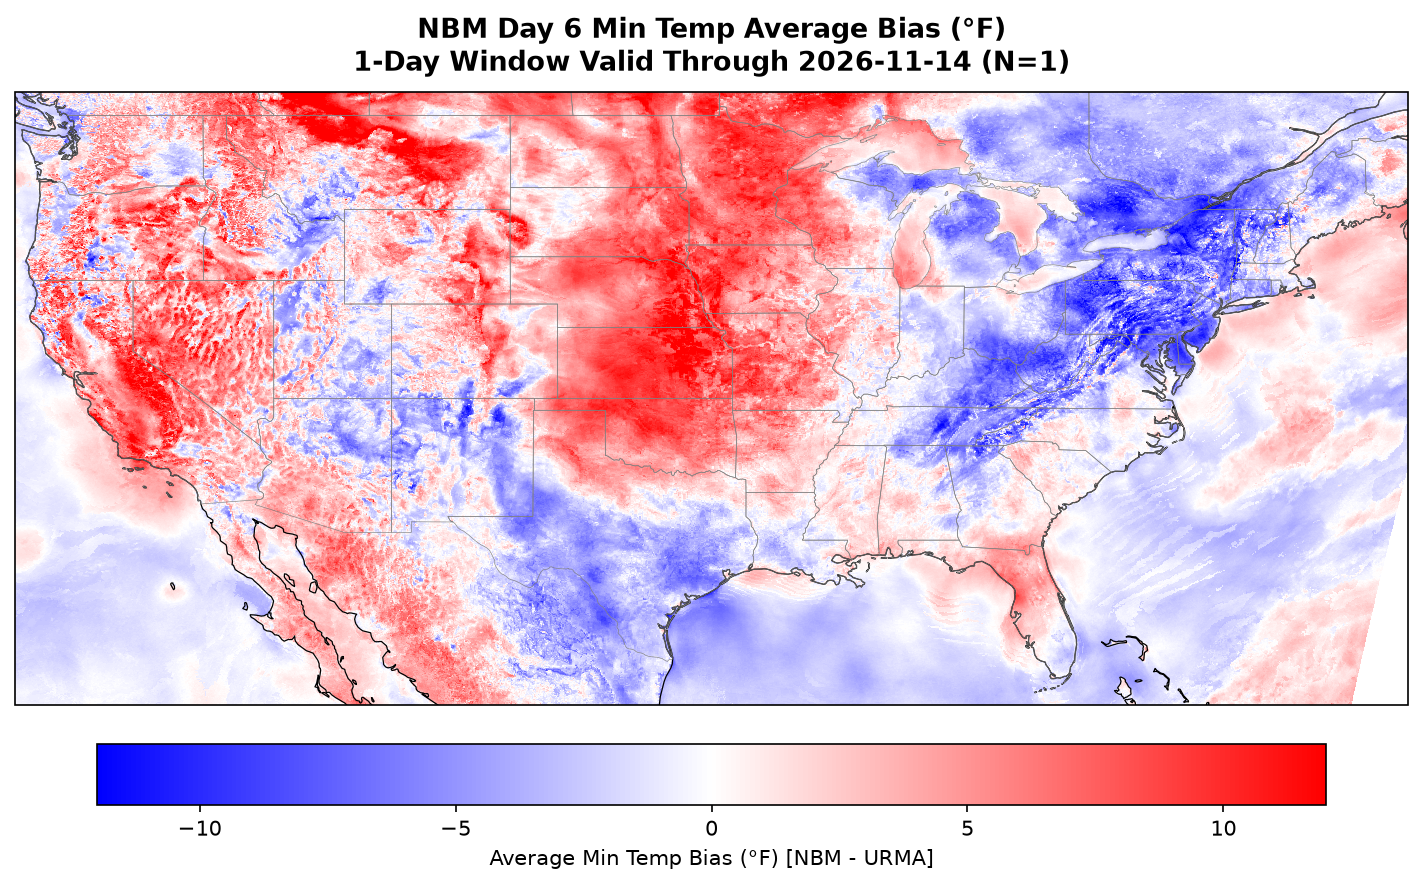 NBM Day 6 Min Temp Average Bias (°F)
1-Day Window Valid Through 2026-11-14 (N=1)
−10 −5 0 5 10
Average Min Temp Bias (°F) [NBM - URMA]